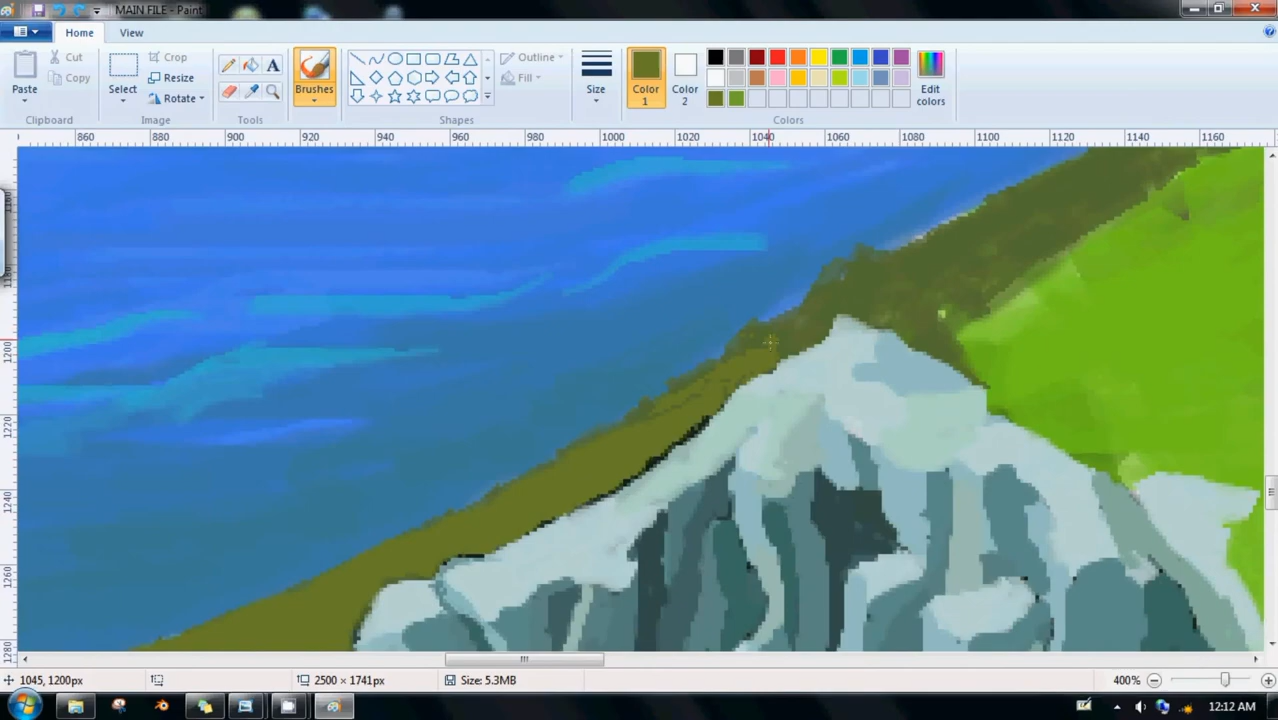 MAIN FILE - Paint
Home View
Paste
Cut
Copy
Clipboard
Select
Crop
Resize
Rotate
Image
A
Tools
Brushes
Outline
Fill
Shapes
Size
Color 1
Color 2
Edit colors
Colors
860 880 900 920 940 960 980 1000 1020 1040 1060 1080 1100 1120 1140 1160
1160
1180
1200
1220
1240
1260
1280
1045, 1200px
2500 × 1741px
Size: 5.3MB
400%
12:12 AM